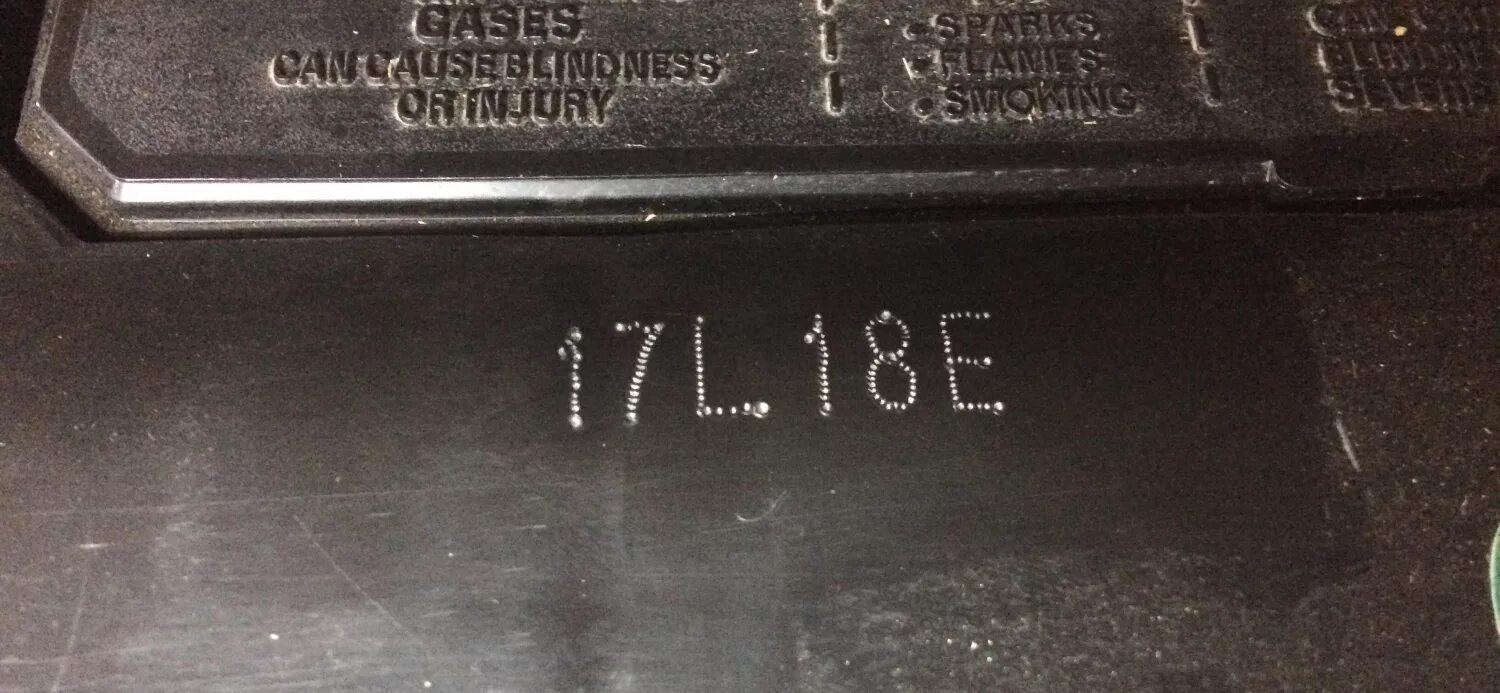 GASES
CAN CAUSE BLINDNESS
OR INJURY
• SPARKS
• FLAMES
• SMOKING
17L18E